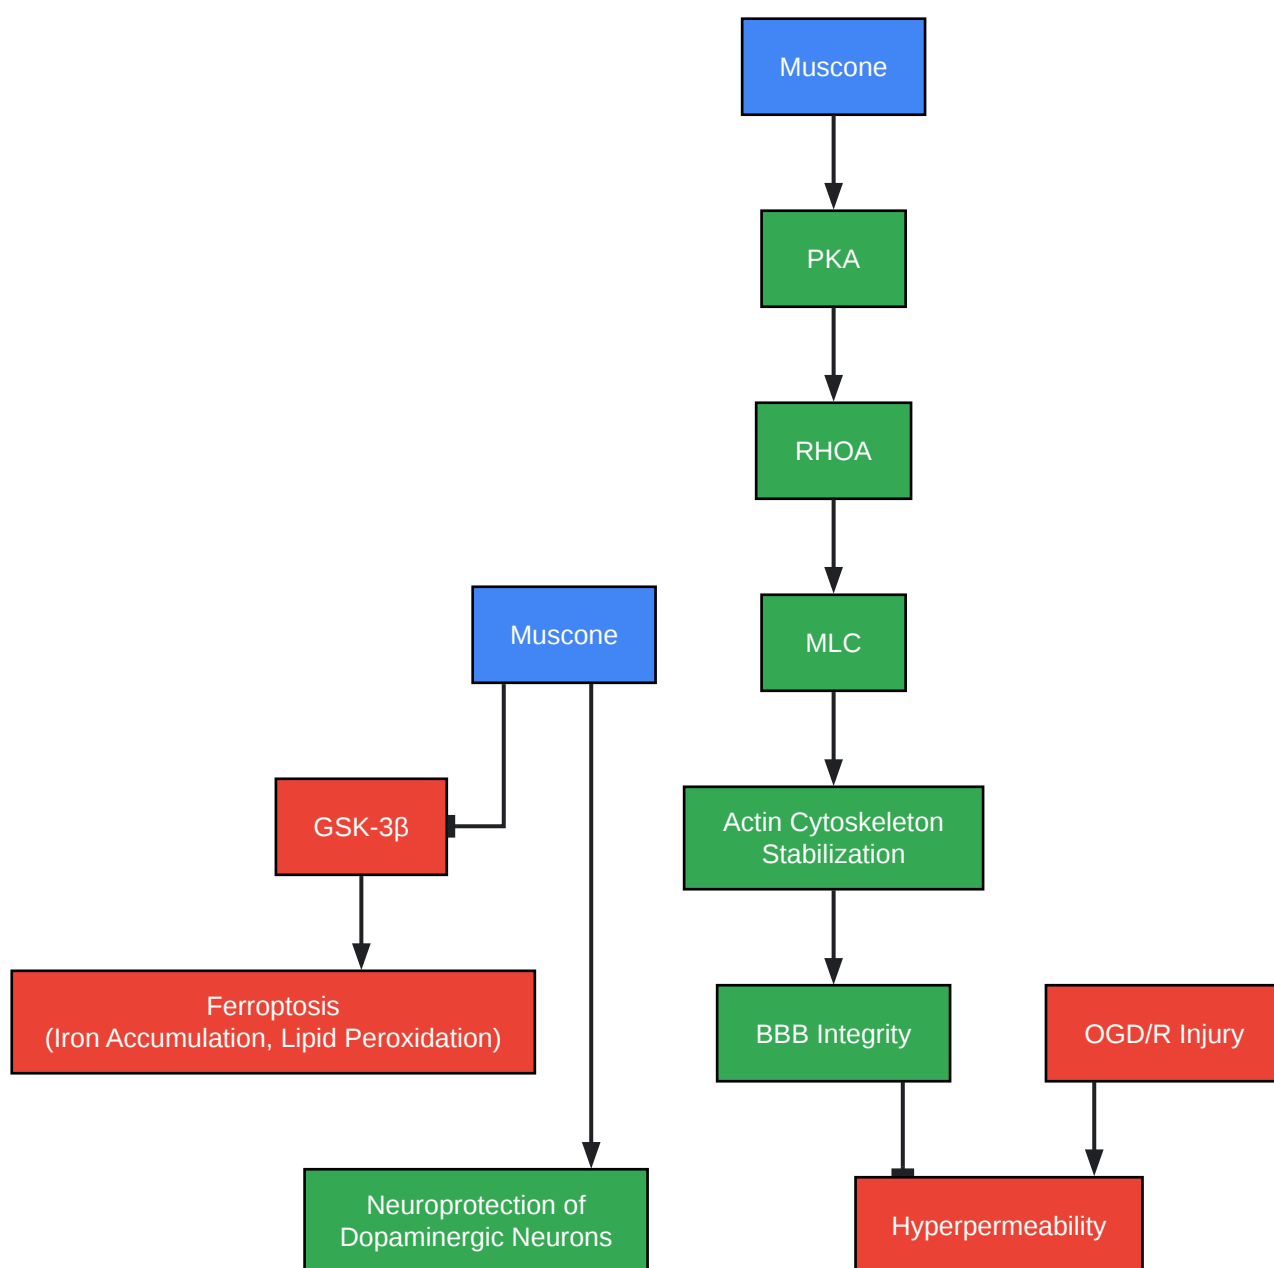 Muscone
PKA
RHOA
MLC
Muscone
GSK-3β
Actin Cytoskeleton
Stabilization
Ferroptosis
(Iron Accumulation, Lipid Peroxidation)
BBB Integrity
OGD/R Injury
Neuroprotection of
Dopaminergic Neurons
Hyperpermeability